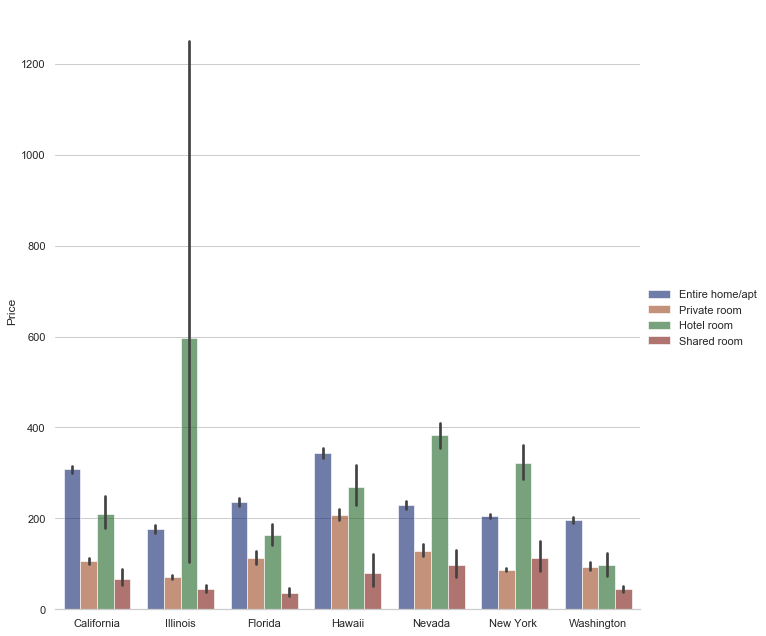 1200
1000
800
600
400
200
0
Price
California Illinois Florida Hawaii Nevada New York Washington
Entire home/apt
Private room
Hotel room
Shared room